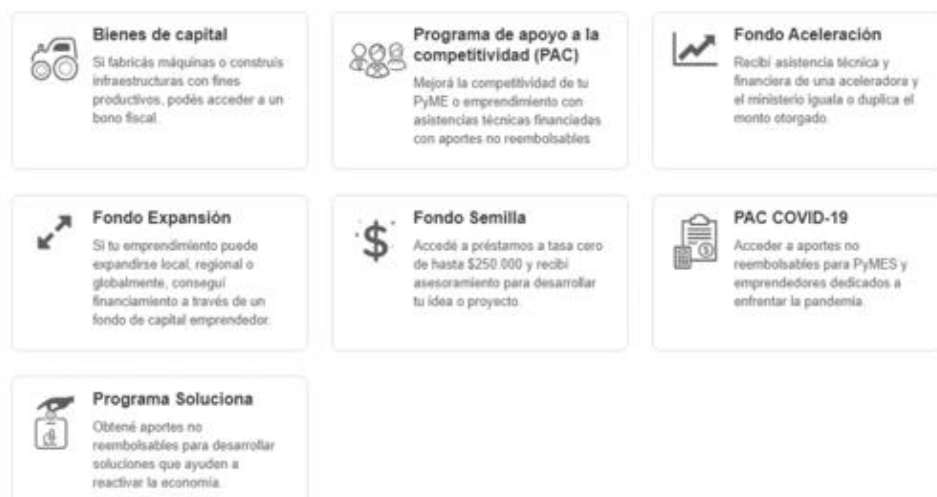 Bienes de capital
Si fabricás máquinas o construís
infraestructuras con fines
productivos, podés acceder a un
bono fiscal.
Programa de apoyo a la
competitividad (PAC)
Mejorá la competitividad de tu
PyME o emprendimiento con
asistencias técnicas financiadas
con aportes no reembolsables
Fondo Aceleración
Recibí asistencia técnica y
financiera de una aceleradora y
el ministerio iguala o duplica el
monto otorgado.
Fondo Expansión
Si tu emprendimiento puede
expandirse local, regional o
globalmente, conseguí
financiamiento a través de un
fondo de capital emprendedor.
Fondo Semilla
Accedé a préstamos a tasa cero
de hasta $250.000 y recibí
asesoramiento para desarrollar
tu idea o proyecto.
PAC COVID-19
Acceder a aportes no
reembolsables para PyMES y
emprendedores dedicados a
enfrentar la pandemia.
Programa Soluciona
Obtené aportes no
reembolsables para desarrollar
soluciones que ayuden a
reactivar la economía.